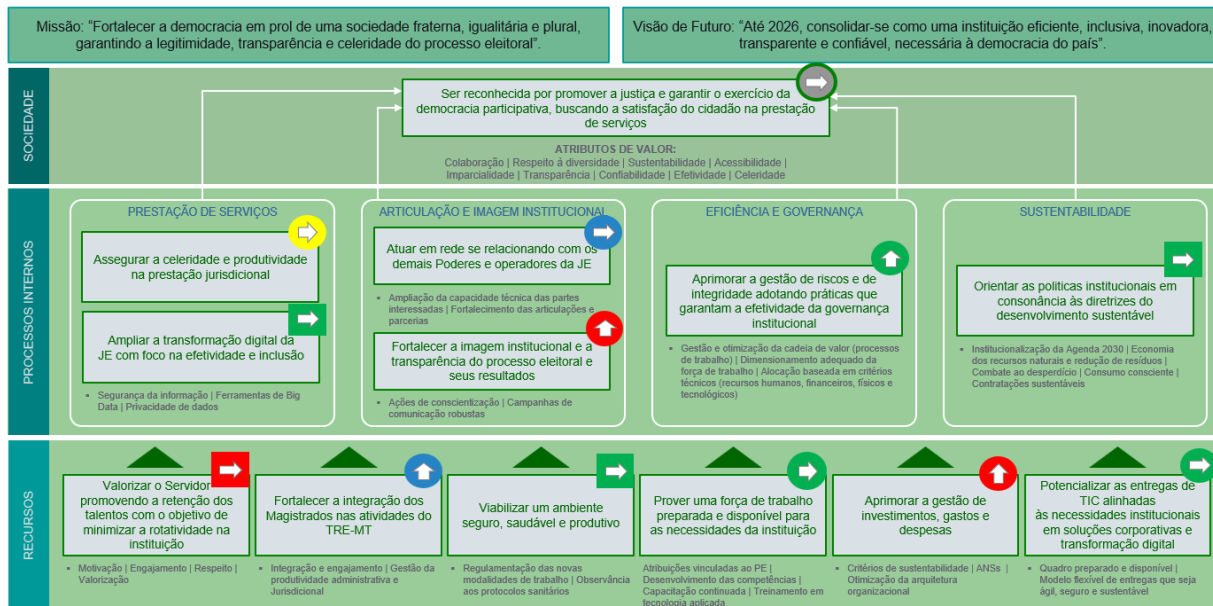 Missão: “Fortalecer a democracia em prol de uma sociedade fraterna, igualitária e plural,
garantindo a legitimidade, transparência e celeridade do processo eleitoral”.
Visão de Futuro: “Até 2026, consolidar-se como uma instituição eficiente, inclusiva, inovadora,
transparente e confiável, necessária à democracia do país”.
SOCIEDADE
Ser reconhecida por promover a justiça e garantir o exercício da
democracia participativa, buscando a satisfação do cidadão na prestação
de serviços
ATRIBUTOS DE VALOR:
Colaboração | Respeito á diversidade | Sustentabilidade | Acessibilidade |
Imparcialidade | Transparência | Confiabilidade | Efetividade | Celeridade
PROCESSOS INTERNOS
PRESTAÇÃO DE SERVIÇOS
Assegurar a celeridade e produtividade
na prestação jurisdicional
Ampliar a transformação digital da
JE com foco na efetividade e inclusão
▪ Segurança da informação | Ferramentas de Big
Data | Privacidade de dados
ARTICULAÇÃO E IMAGEM INSTITUCIONAL
Atuar em rede se relacionando com os
demais Poderes e operadores da JE
▪ Ampliação da capacidade técnica das partes
interessadas | Fortalecimento das articulações e
parcerias
Fortalecer a imagem institucional e a
transparência do processo eleitoral e
seus resultados
▪ Ações de conscientização | Campanhas de
comunicação robustas
EFICIÊNCIA E GOVERNANÇA
Aprimorar a gestão de riscos e de
integridade adotando práticas que
garantam a efetividade da governança
institucional
▪ Gestão e otimização da cadeia de valor (processos
de trabalho) | Dimensionamento adequado da
força de trabalho | Alocação baseada em critérios
técnicos (recursos humanos, financeiros, físicos e
tecnológicos)
SUSTENTABILIDADE
Orientar as politicas institucionais em
consonância às diretrizes do
desenvolvimento sustentável
▪ Institucionalização da Agenda 2030 | Economia
dos recursos naturais e redução de resíduos |
Combate ao desperdício | Consumo consciente |
Contratações sustentáveis
RECURSOS
Valorizar o Servidor
promovendo a retenção dos
talentos com o objetivo de
minimizar a rotatividade na
instituição
▪ Motivação | Engajamento | Respeito |
Valorização
Fortalecer a integração dos
Magistrados nas atividades do
TRE-MT
▪ Integração e engajamento | Gestão da
produtividade administrativa e
Jurisdicional
Viabilizar um ambiente
seguro, saudável e produtivo
▪ Regulamentação das novas
modalidades de trabalho | Observância
aos protocolos sanitários
Prover uma força de trabalho
preparada e disponível para
as necessidades da instituição
Atribuições vinculadas ao PE |
Desenvolvimento das competências |
Capacitação continuada | Treinamento em
tecnologia aplicada
Aprimorar a gestão de
investimentos, gastos e
despesas
▪ Critérios de sustentabilidade | ANSs |
Otimização da arquitetura
organizacional
Potencializar as entregas de
TIC alinhadas
às necessidades institucionais
em soluções corporativas e
transformação digital
▪ Quadro preparado e disponível |
Modelo flexível de entregas que seja
ágil, seguro e sustentável